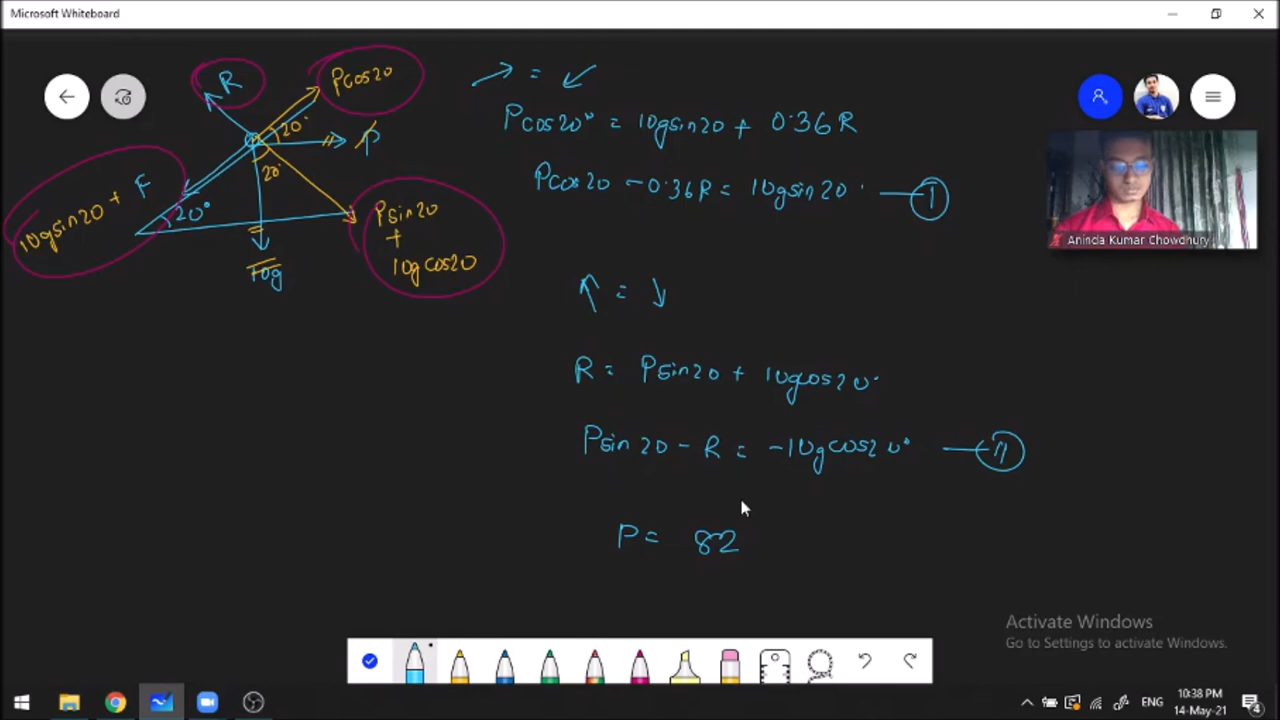 Microsoft Whiteboard
R
Pcos20
20°
P
20°
10gsin20 + F
20°
Psin20
+
10gcos20
10g
↗ = ↙
Pcos20° = 10gsin20 + 0.36R
Pcos20 - 0.36R = 10gsin20 · — I
↑ = ↓
R = Psin20 + 10gcos20°
Psin20 - R = -10gcos20° — II
P = 82
Aninda Kumar Chowdhury
Activate Windows
Go to Settings to activate Windows.
ENG
10:38 PM
14-May-21
4